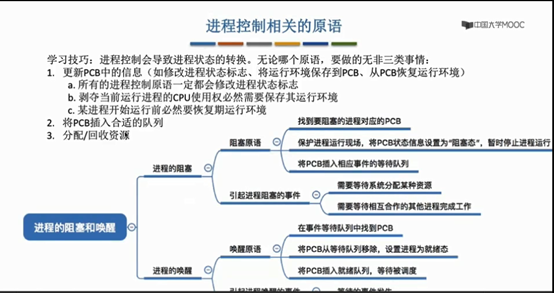 进程控制相关的原语
中国大学MOOC
学习技巧：进程控制会导致进程状态的转换。无论哪个原语，要做的无非三类事情：
1. 更新PCB中的信息（如修改进程状态标志、将运行环境保存到PCB、从PCB恢复运行环境）
a. 所有的进程控制原语一定都会修改进程状态标志
b. 剥夺当前运行进程的CPU使用权必然需要保存其运行环境
c. 某进程开始运行前必然要恢复期运行环境
2. 将PCB插入合适的队列
3. 分配/回收资源
找到要阻塞的进程对应的PCB
阻塞原语
保护进程运行现场，将PCB状态信息设置为“阻塞态”，暂时停止进程运行
将PCB插入相应事件的等待队列
进程的阻塞
需要等待系统分配某种资源
引起进程阻塞的事件
需要等待相互合作的其他进程完成工作
进程的阻塞和唤醒
在事件等待队列中找到PCB
唤醒原语
将PCB从等待队列移除，设置进程为就绪态
将PCB插入就绪队列，等待被调度
进程的唤醒
引起进程唤醒的事件
等待的事件发生